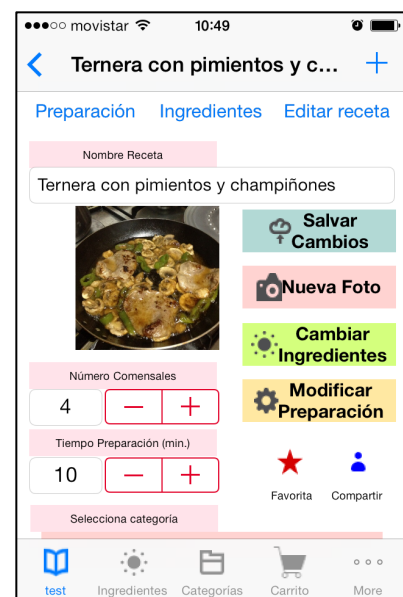 movistar 10:49
Ternera con pimientos y c...
Preparación Ingredientes Editar receta
Nombre Receta
Ternera con pimientos y champiñones
Salvar
Cambios
Nueva Foto
Cambiar
Ingredientes
Modificar
Preparación
Número Comensales
4
Tiempo Preparación (min.)
10
Favorita Compartir
Selecciona categoría
test Ingredientes Categorías Carrito More